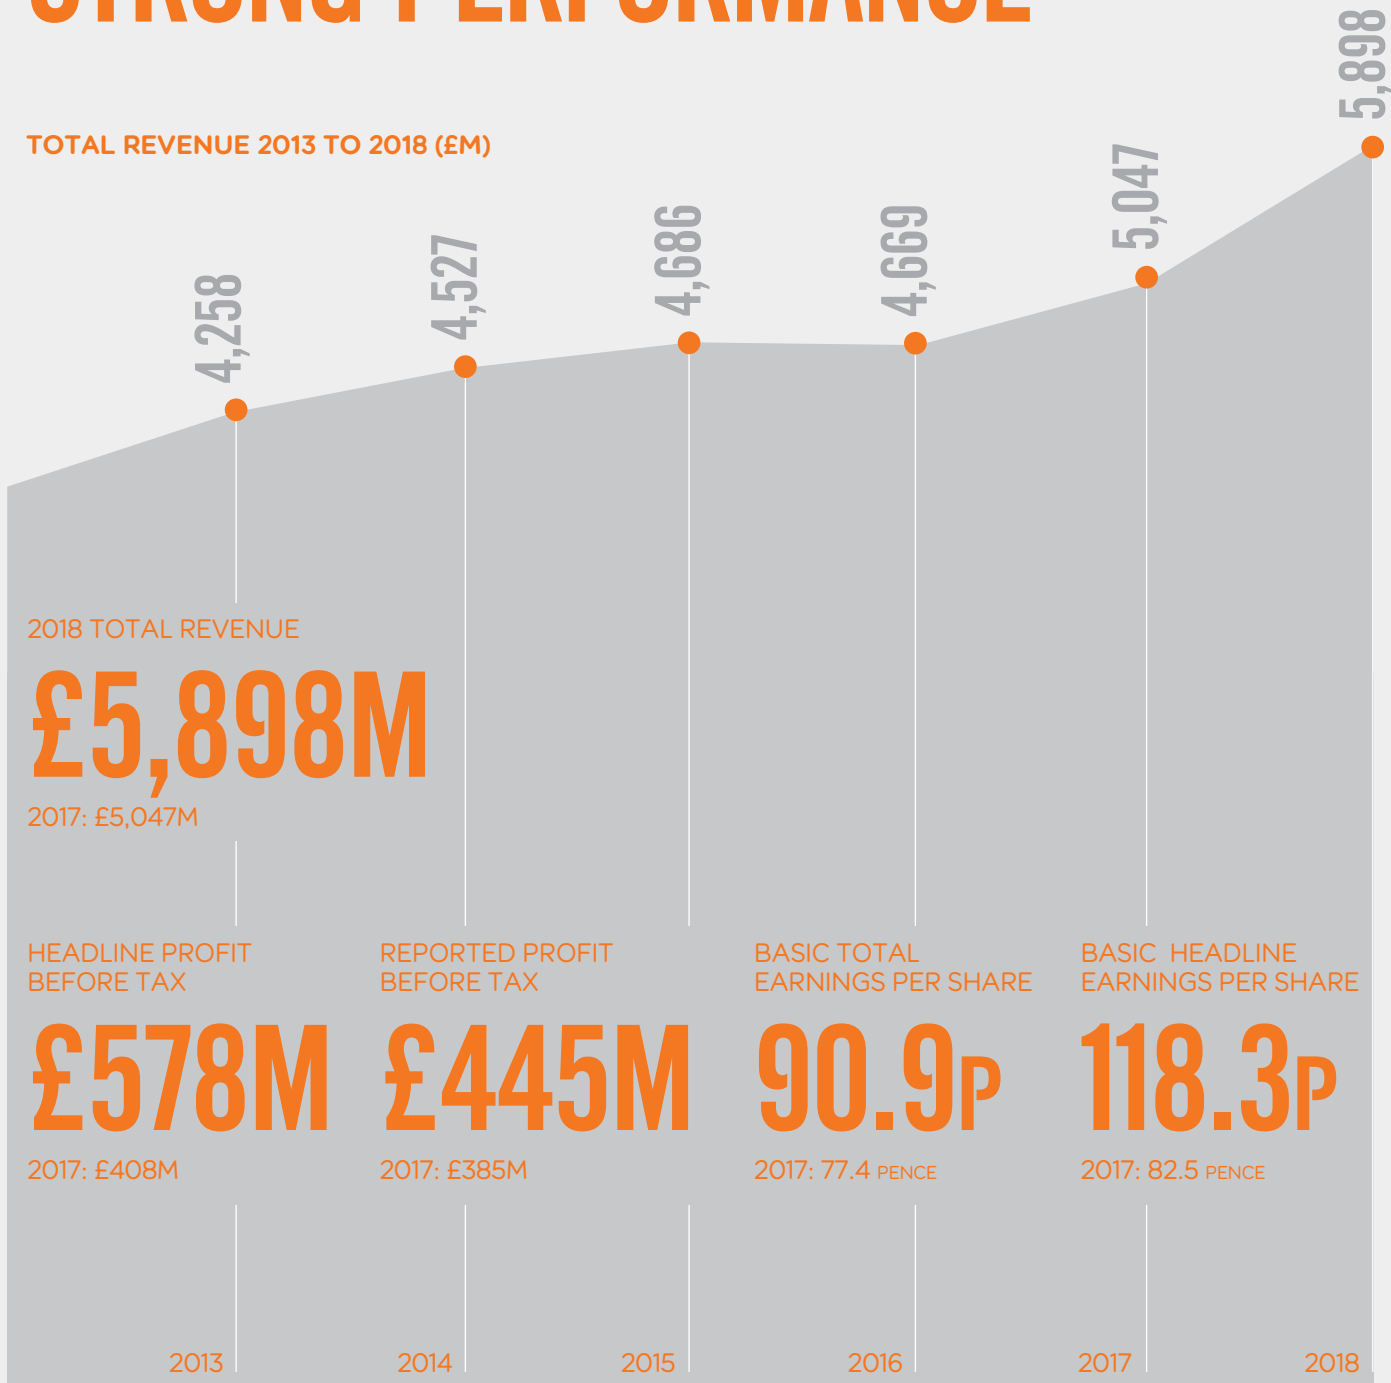 STRONG PERFORMANCE
TOTAL REVENUE 2013 TO 2018 (£M)
4,258
4,527
4,686
4,669
5,047
5,898
2018 TOTAL REVENUE
£5,898M
2017: £5,047M
HEADLINE PROFIT
BEFORE TAX
£578M
2017: £408M
REPORTED PROFIT
BEFORE TAX
£445M
2017: £385M
BASIC TOTAL
EARNINGS PER SHARE
90.9P
2017: 77.4 PENCE
BASIC HEADLINE
EARNINGS PER SHARE
118.3P
2017: 82.5 PENCE
2013
2014
2015
2016
2017
2018